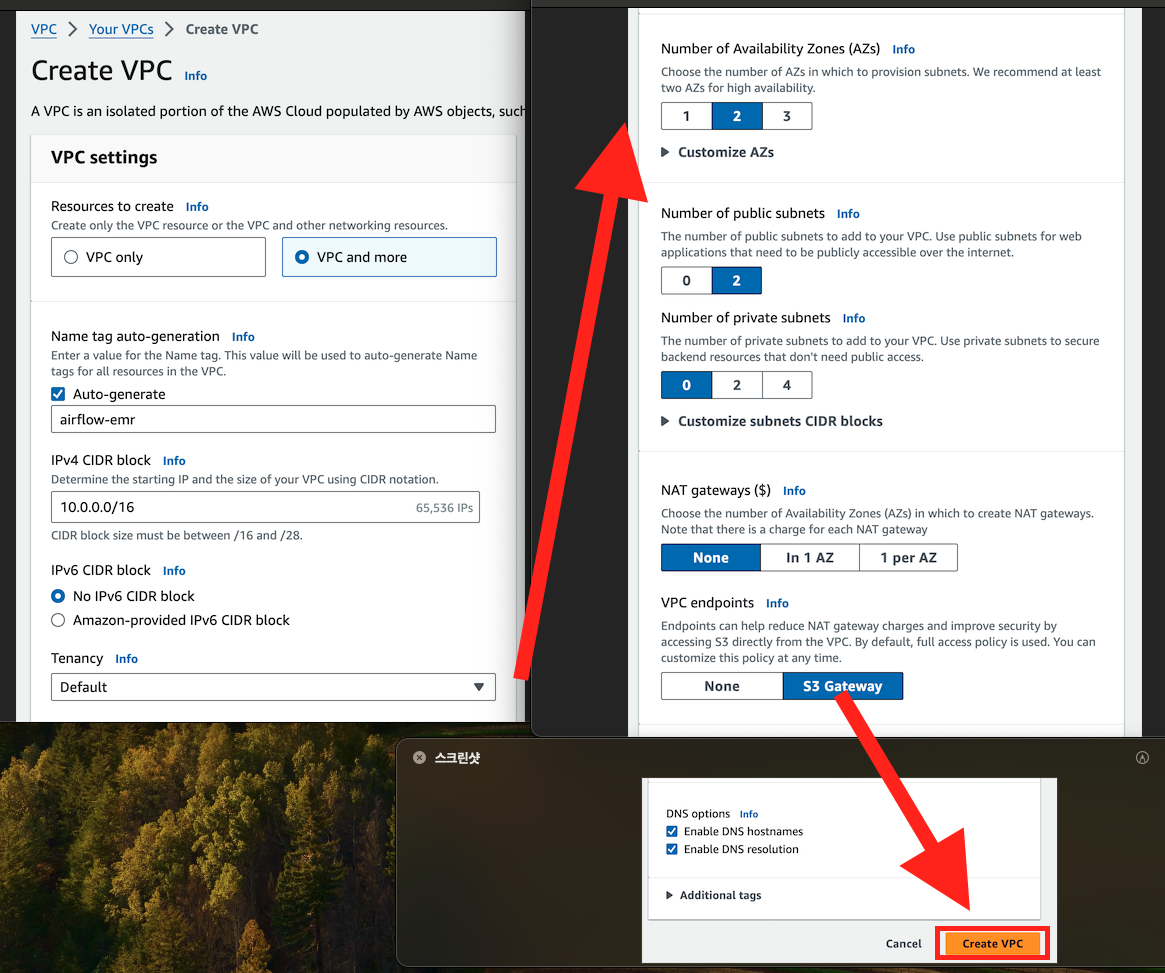 VPC > Your VPCs > Create VPC
Create VPC Info
A VPC is an isolated portion of the AWS Cloud populated by AWS objects, such
VPC settings
Resources to create Info
Create only the VPC resource or the VPC and other networking resources.
VPC only
VPC and more
Name tag auto-generation Info
Enter a value for the Name tag. This value will be used to auto-generate Name
tags for all resources in the VPC.
Auto-generate
airflow-emr
IPv4 CIDR block Info
Determine the starting IP and the size of your VPC using CIDR notation.
10.0.0.0/16 65,536 IPs
CIDR block size must be between /16 and /28.
IPv6 CIDR block Info
No IPv6 CIDR block
Amazon-provided IPv6 CIDR block
Tenancy Info
Default
Number of Availability Zones (AZs) Info
Choose the number of AZs in which to provision subnets. We recommend at least
two AZs for high availability.
1 2 3
Customize AZs
Number of public subnets Info
The number of public subnets to add to your VPC. Use public subnets for web
applications that need to be publicly accessible over the internet.
0 2
Number of private subnets Info
The number of private subnets to add to your VPC. Use private subnets to secure
backend resources that don't need public access.
0 2 4
Customize subnets CIDR blocks
NAT gateways ($) Info
Choose the number of Availability Zones (AZs) in which to create NAT gateways.
Note that there is a charge for each NAT gateway
None In 1 AZ 1 per AZ
VPC endpoints Info
Endpoints can help reduce NAT gateway charges and improve security by
accessing S3 directly from the VPC. By default, full access policy is used. You can
customize this policy at any time.
None S3 Gateway
스크린샷
DNS options Info
Enable DNS hostnames
Enable DNS resolution
Additional tags
Cancel Create VPC